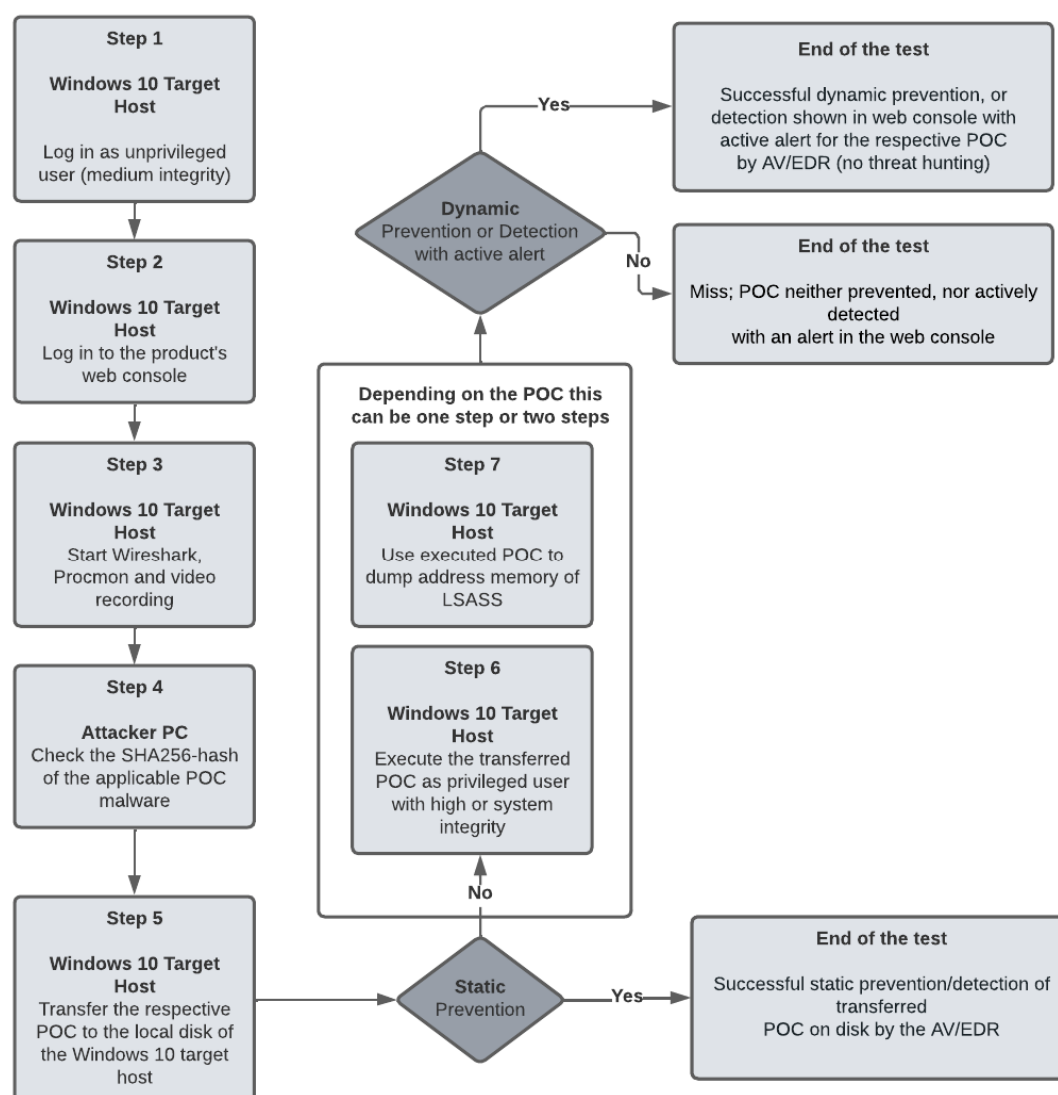 Step 1
Windows 10 Target
Host
Log in as unprivileged
user (medium integrity)
Step 2
Windows 10 Target
Host
Log in to the product's
web console
Step 3
Windows 10 Target
Host
Start Wireshark,
Procmon and video
recording
Step 4
Attacker PC
Check the SHA256-hash
of the applicable POC
malware
Step 5
Windows 10 Target
Host
Transfer the respective
POC to the local disk of
the Windows 10 target
host
Static
Prevention
Yes
End of the test
Successful static prevention/detection of
transferred
POC on disk by the AV/EDR
No
Depending on the POC this
can be one step or two steps
Step 6
Windows 10 Target
Host
Execute the transferred
POC as privileged user
with high or system
integrity
Step 7
Windows 10 Target
Host
Use executed POC to
dump address memory of
LSASS
Dynamic
Prevention or Detection
with active alert
Yes
End of the test
Successful dynamic prevention, or
detection shown in web console with
active alert for the respective POC
by AV/EDR (no threat hunting)
No
End of the test
Miss; POC neither prevented, nor actively
detected
with an alert in the web console